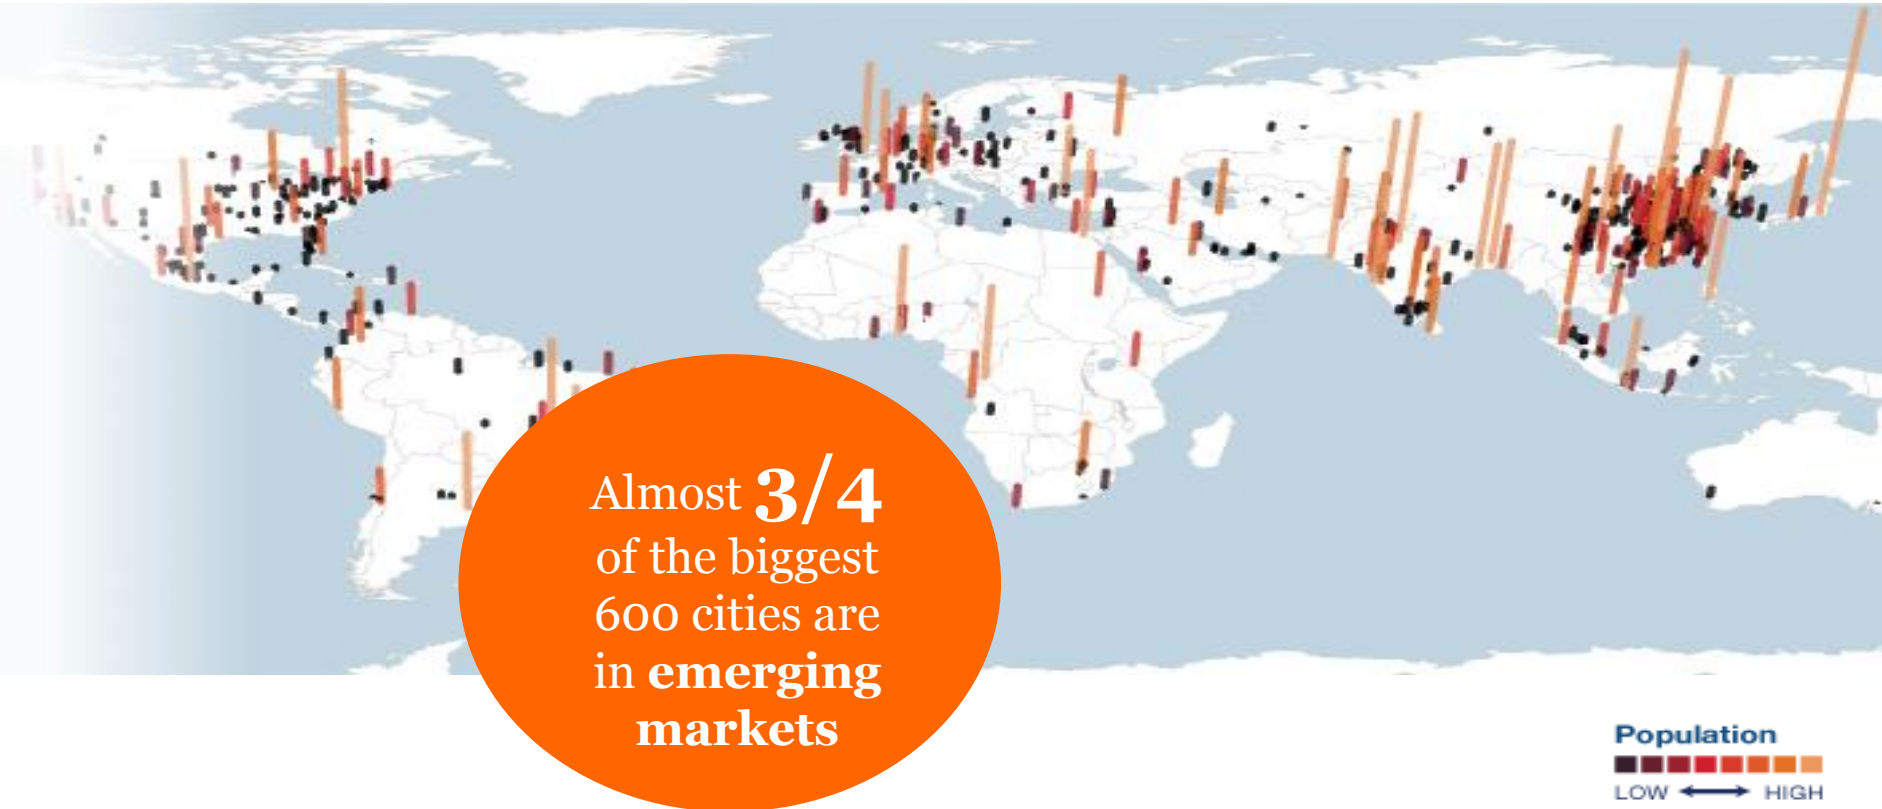 Almost 3/4
of the biggest
600 cities are
in emerging
markets
Population
LOW HIGH